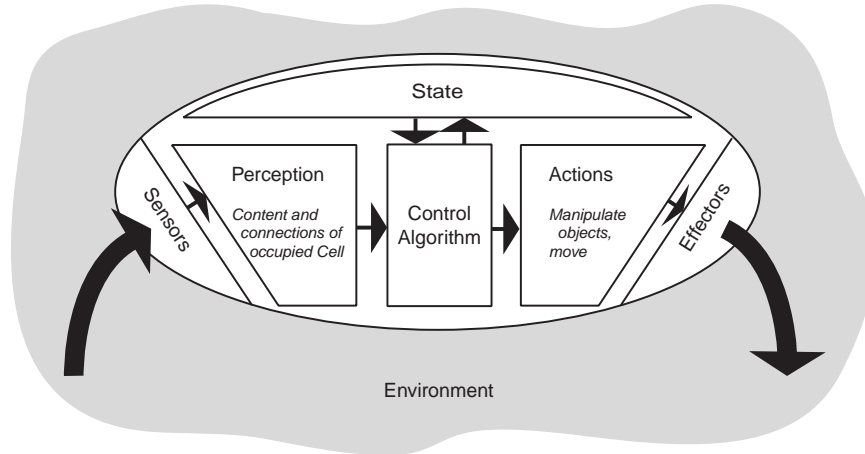 State
Sensors
Perception
Content and
connections of
occupied Cell
Control
Algorithm
Actions
Manipulate
objects,
move
Effectors
Environment